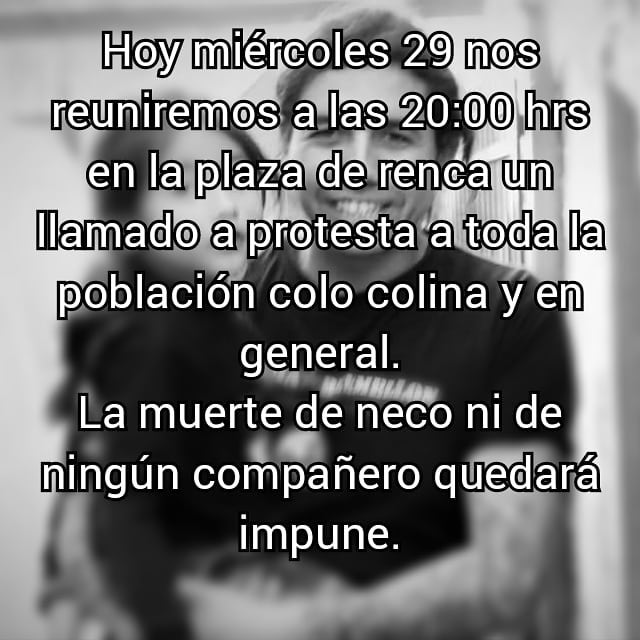 Hoy miércoles 29 nos
reuniremos a las 20:00 hrs
en la plaza de renca un
llamado a protesta a toda la
población colo colina y en
general.
La muerte de neco ni de
ningún compañero quedará
impune.